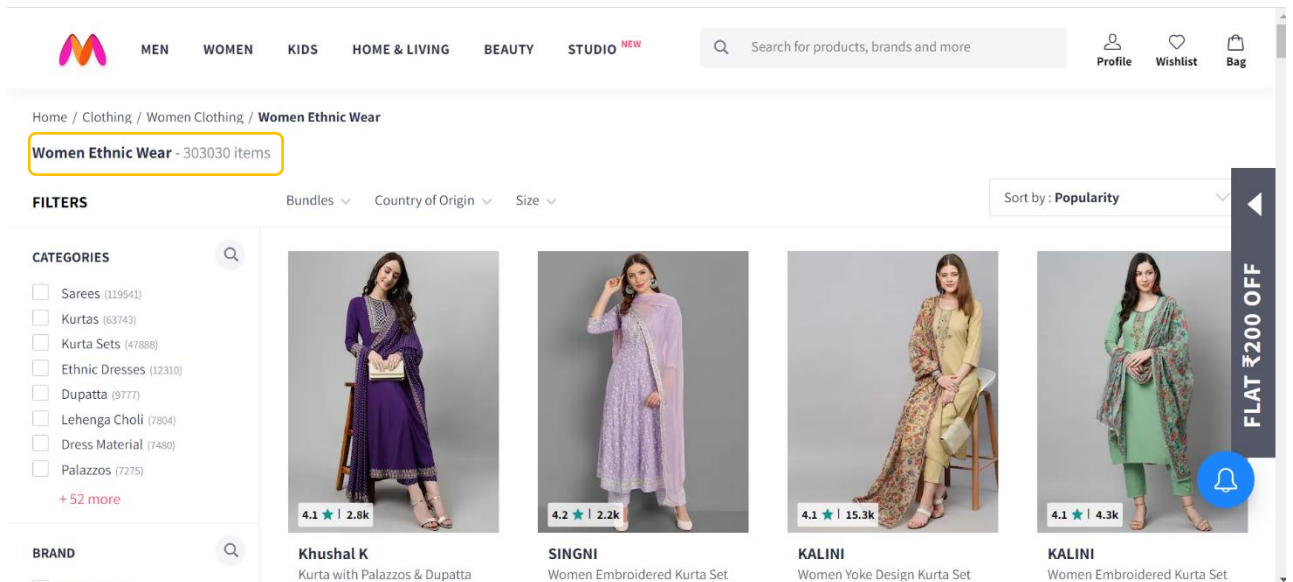 MEN WOMEN KIDS HOME & LIVING BEAUTY STUDIO NEW Search for products, brands and more Profile Wishlist Bag
Home / Clothing / Women Clothing / Women Ethnic Wear
Women Ethnic Wear - 303030 items
FILTERS Bundles Country of Origin Size Sort by : Popularity
CATEGORIES
Sarees (119541)
Kurtas (63743)
Kurta Sets (47888)
Ethnic Dresses (12310)
Dupatta (9777)
Lehenga Choli (7804)
Dress Material (7480)
Palazzos (7275)
+ 52 more
BRAND
4.1 ★ | 2.8k
Khushal K
Kurta with Palazzos & Dupatta
4.2 ★ | 2.2k
SINGNI
Women Embroidered Kurta Set
4.1 ★ | 15.3k
KALINI
Women Yoke Design Kurta Set
4.1 ★ | 4.3k
KALINI
Women Embroidered Kurta Set
FLAT ₹200 OFF